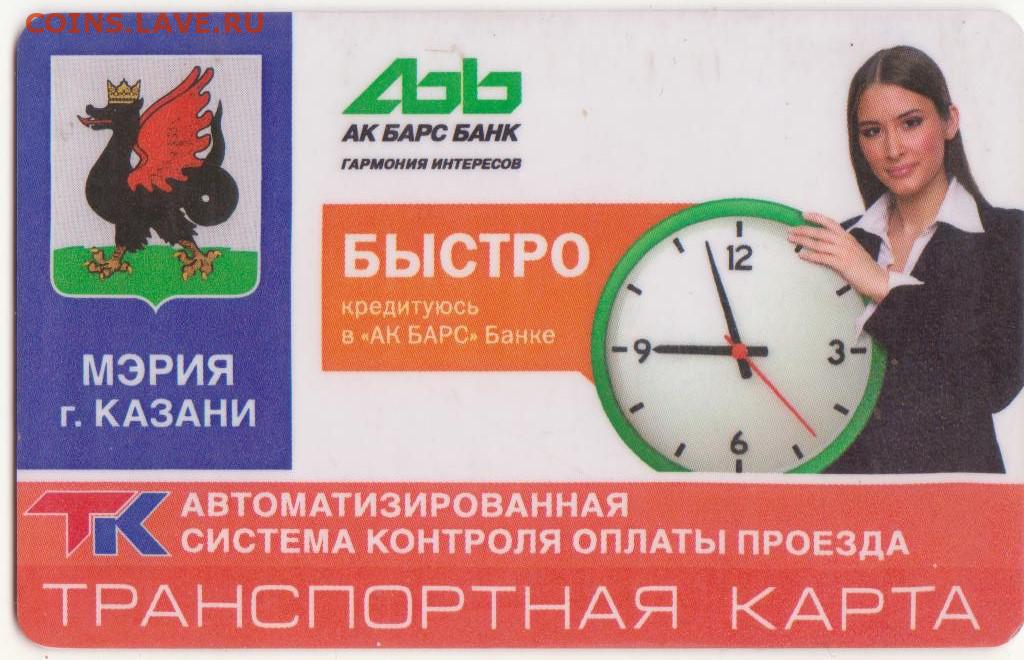 COINS.LAVE.RU
АББ
АК БАРС БАНК
ГАРМОНИЯ ИНТЕРЕСОВ
БЫСТРО
кредитуюсь
в «АК БАРС» Банке
12
9
3
6
МЭРИЯ
г. КАЗАНИ
ТК АВТОМАТИЗИРОВАННАЯ
СИСТЕМА КОНТРОЛЯ ОПЛАТЫ ПРОЕЗДА
ТРАНСПОРТНАЯ КАРТА